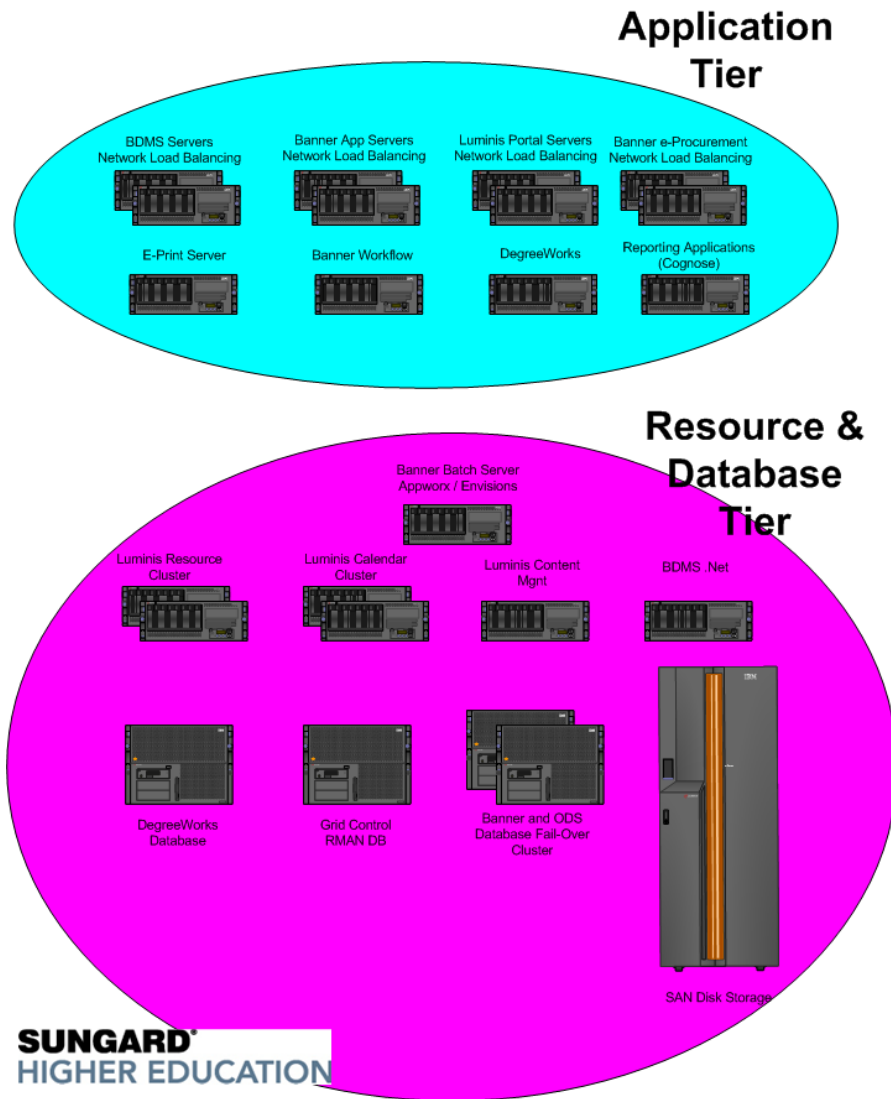 Application
Tier
BDMS Servers
Network Load Balancing
Banner App Servers
Network Load Balancing
Luminis Portal Servers
Network Load Balancing
Banner e-Procurement
Network Load Balancing
E-Print Server
Banner Workflow
DegreeWorks
Reporting Applications
(Cognose)
Resource &
Database
Tier
Banner Batch Server
Appworx / Envisions
Luminis Resource
Cluster
Luminis Calendar
Cluster
Luminis Content
Mgnt
BDMS .Net
IBM
DegreeWorks
Database
Grid Control
RMAN DB
Banner and ODS
Database Fail-Over
Cluster
SAN Disk Storage
SUNGARD®
HIGHER EDUCATION